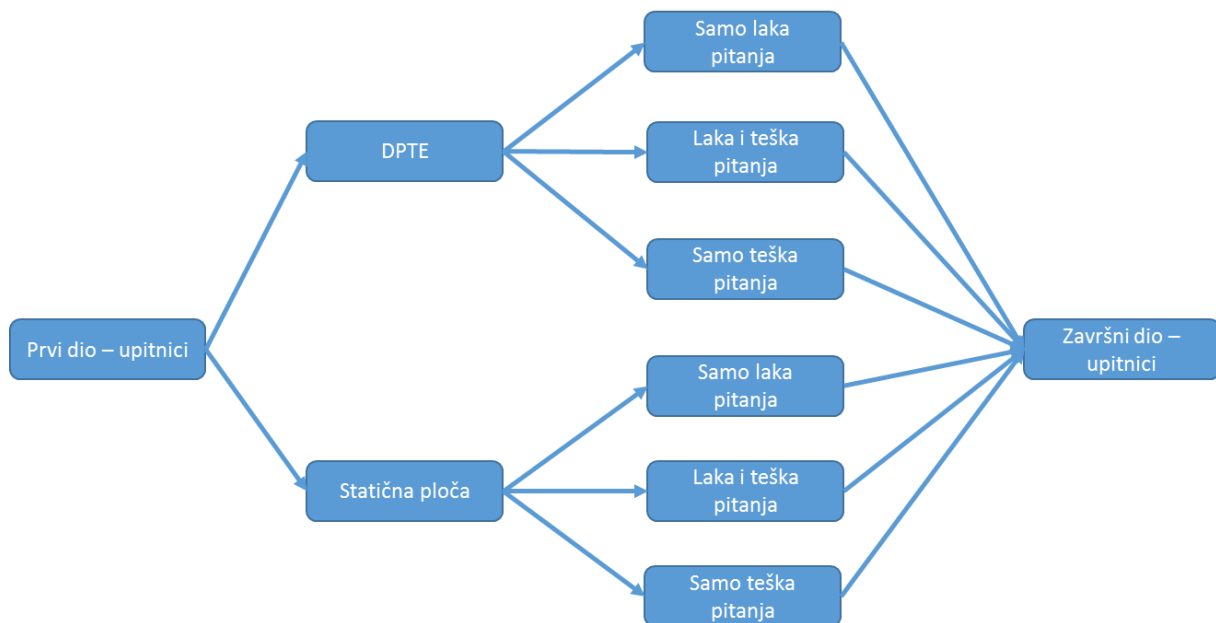 Prvi dio – upitnici
DPTE
Statična ploča
Samo laka
pitanja
Laka i teška
pitanja
Samo teška
pitanja
Samo laka
pitanja
Laka i teška
pitanja
Samo teška
pitanja
Završni dio –
upitnici